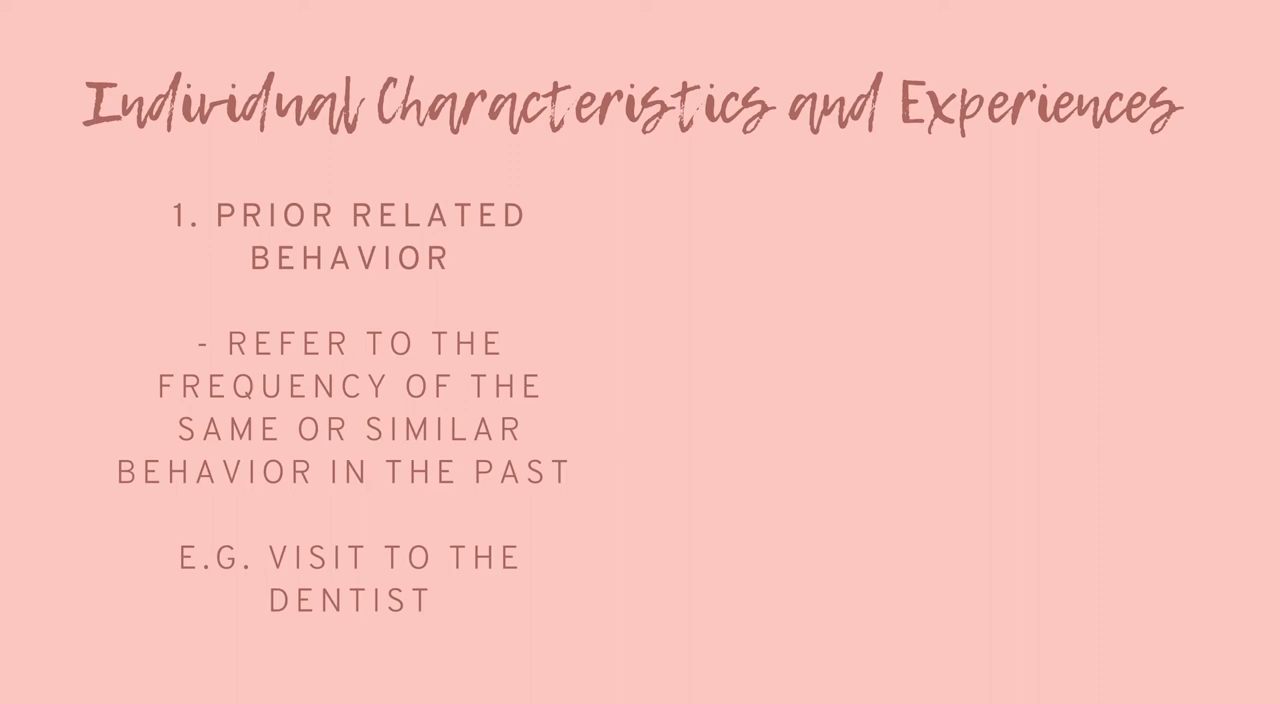 Individual Characteristics and Experiences
1. PRIOR RELATED
BEHAVIOR
- REFER TO THE
FREQUENCY OF THE
SAME OR SIMILAR
BEHAVIOR IN THE PAST
E.G. VISIT TO THE
DENTIST